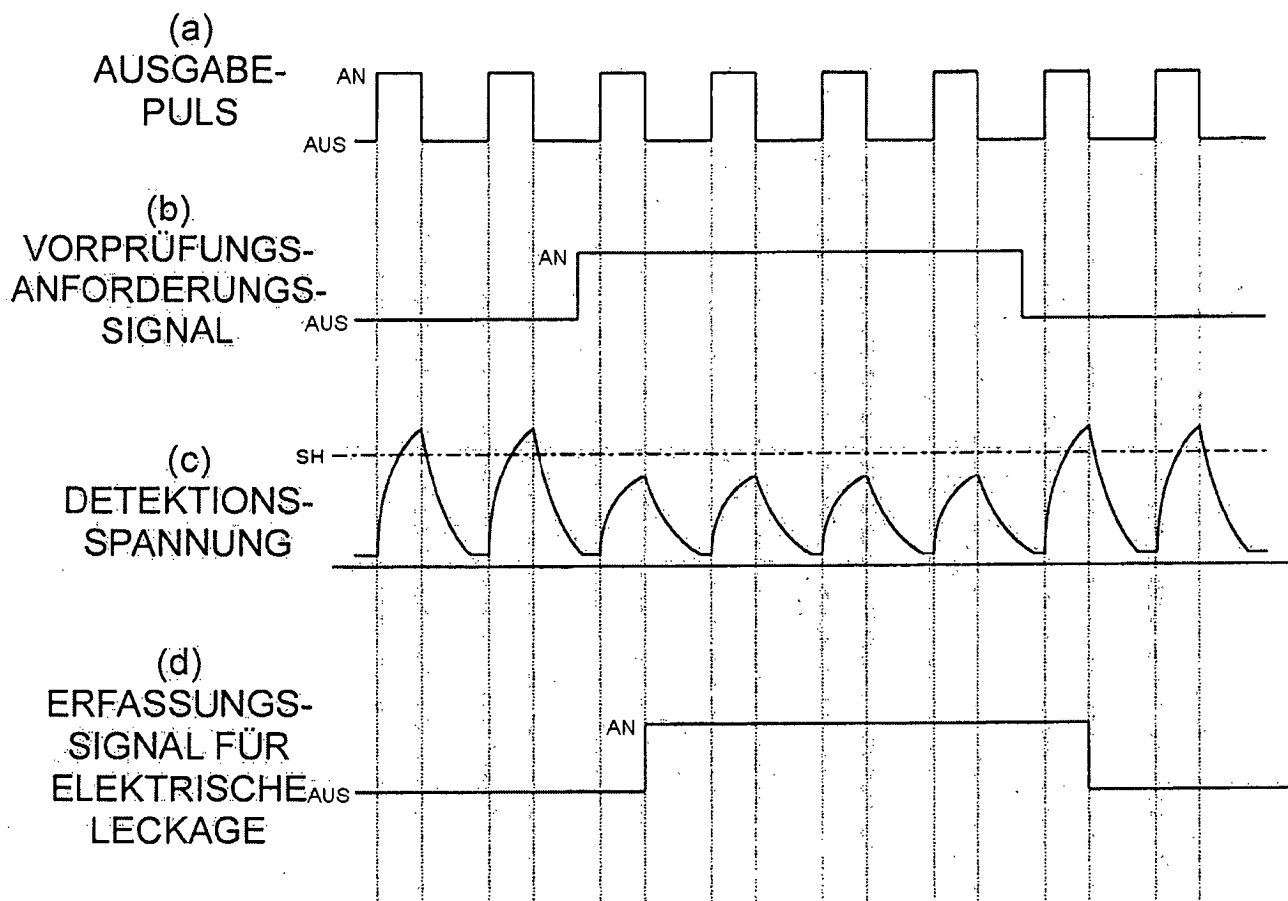 (a)
AUSGABE-
PULS
AN
AUS
(b)
VORPRÜFUNGS-
ANFORDERUNGS-
SIGNAL
AN
AUS
(c)
DETEKTIONS-
SPANNUNG
SH
(d)
ERFASSUNGS-
SIGNAL FÜR
ELEKTRISCHE
LECKAGE
AN
AUS